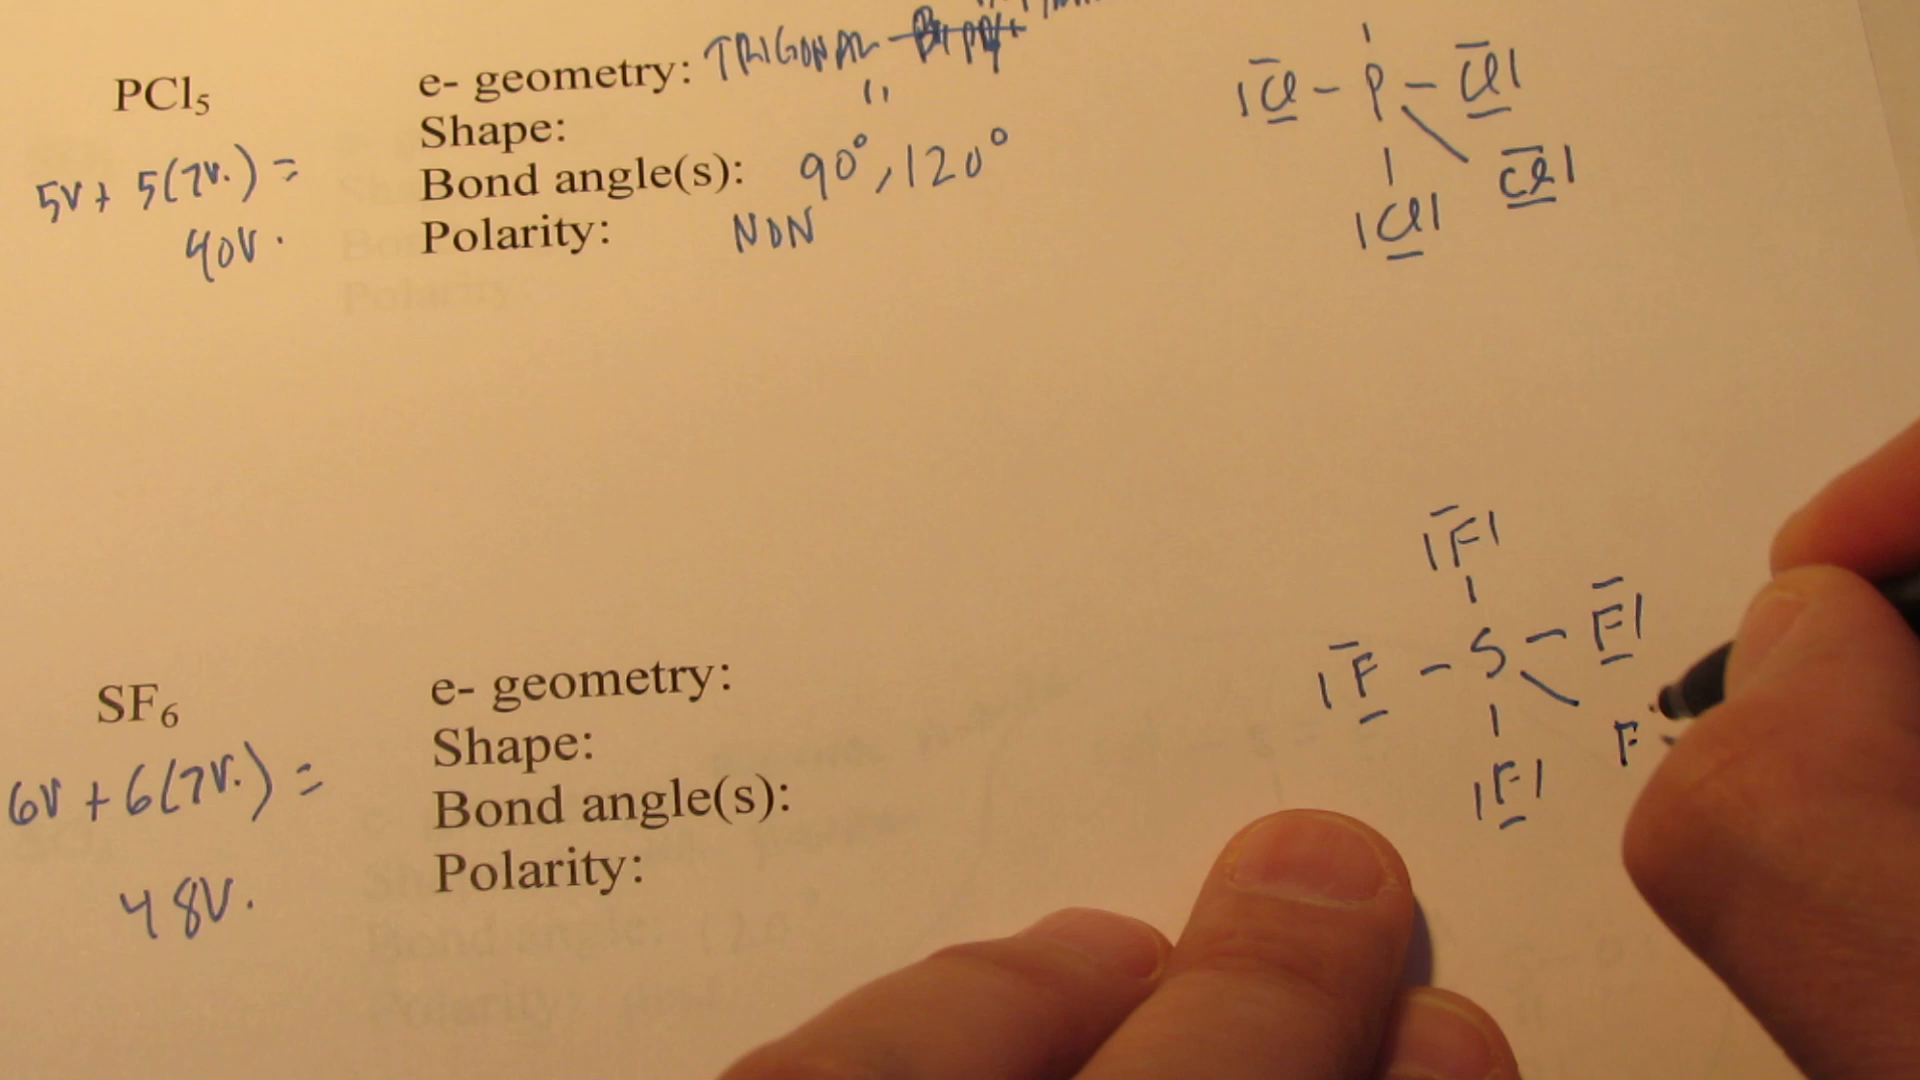 PCl₅
5V + 5(7V.) =
40V.
e- geometry: TRIGONAL
Shape: "
Bond angle(s): 90°, 120°
Polarity: NON
|Cl - P - Cl|
Cl|
|Cl|
SF₆
6V + 6(7V.) =
48V.
e- geometry:
Shape:
Bond angle(s):
Polarity:
|F|
|F - S - F|
F
|F|